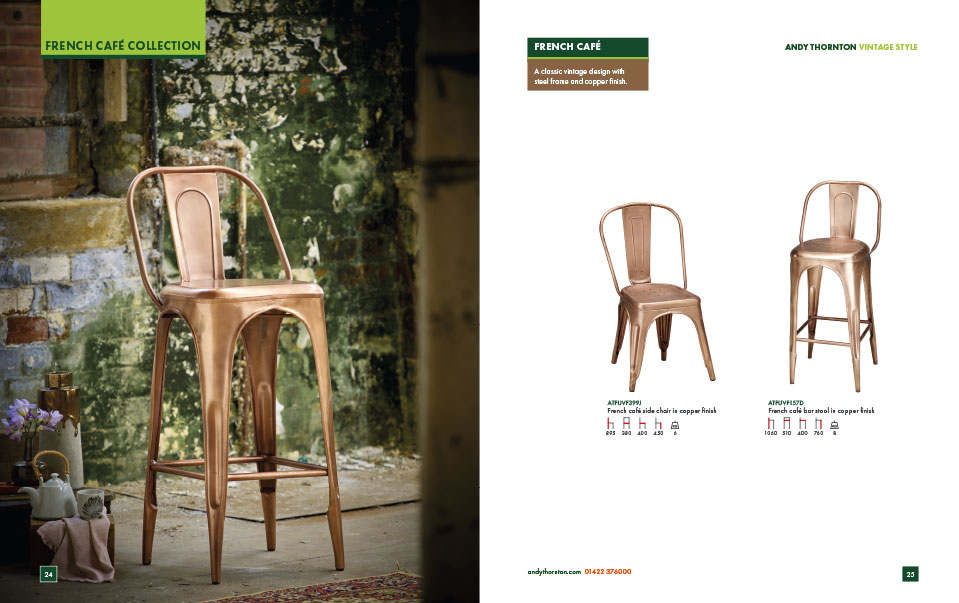 FRENCH CAFÉ COLLECTION
24
FRENCH CAFÉ
A classic vintage design with
steel frame and copper finish.
ANDY THORNTON VINTAGE STYLE
ATFUVF399J
French café side chair in copper finish
895 380 400 450 6
ATFUVF157D
French café bar stool in copper finish
1060 510 400 760 8
andythornton.com 01422 376000
25